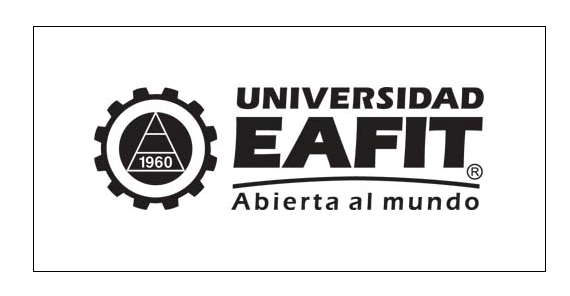 1960
UNIVERSIDAD
EAFIT®
Abierta al mundo